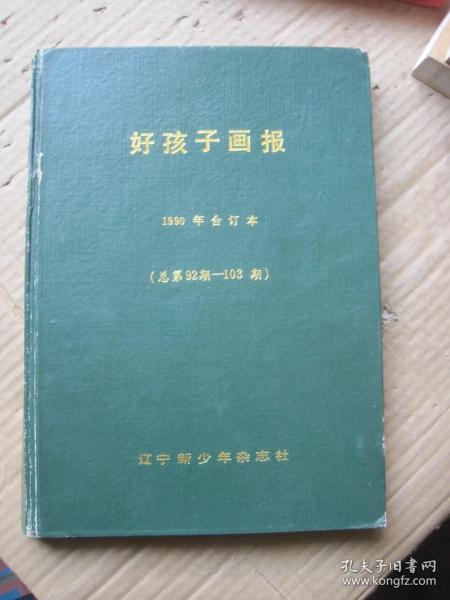 好孩子画报
1990 年合订本
(总第92期—103 期)
辽宁新少年杂志社
孔夫子旧书网
www.kongfz.com